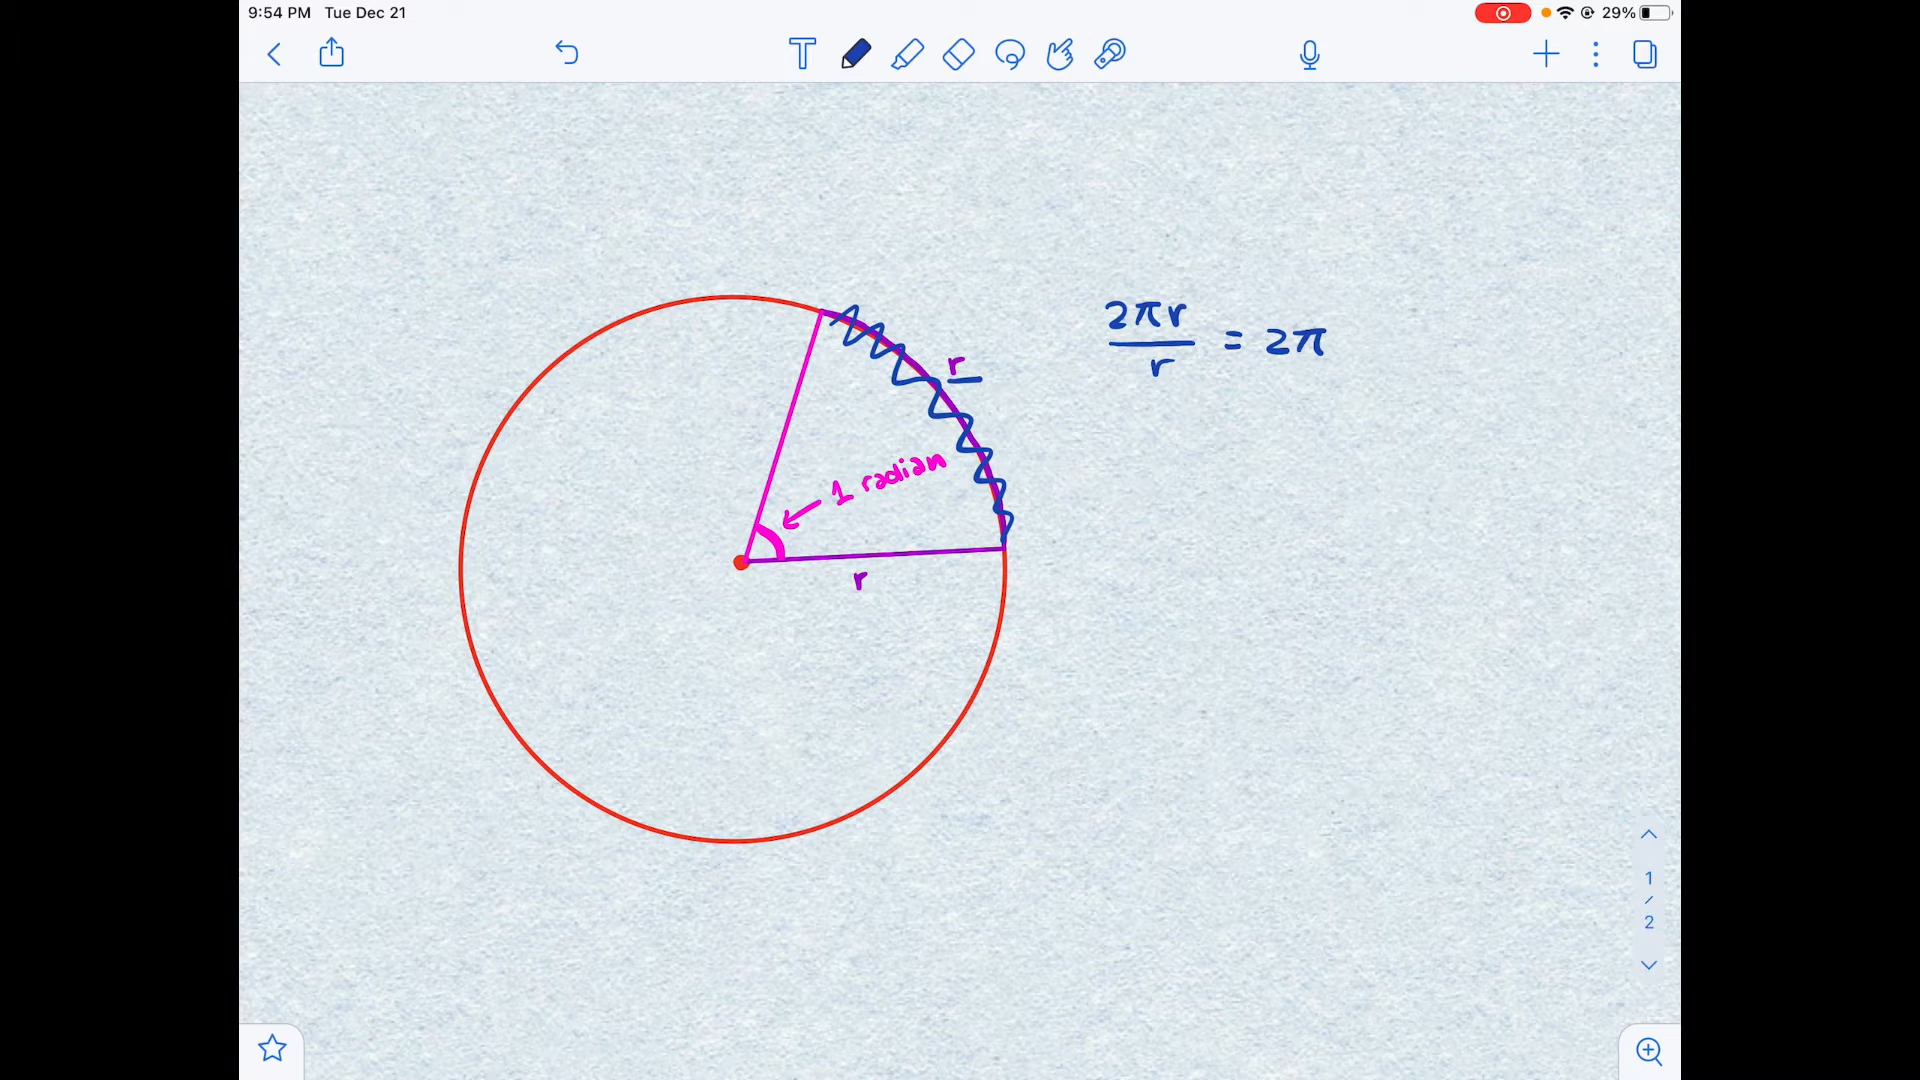 9:54 PM Tue Dec 21
29%
2πr
r
= 2π
r
1 radian
r
1
/
2